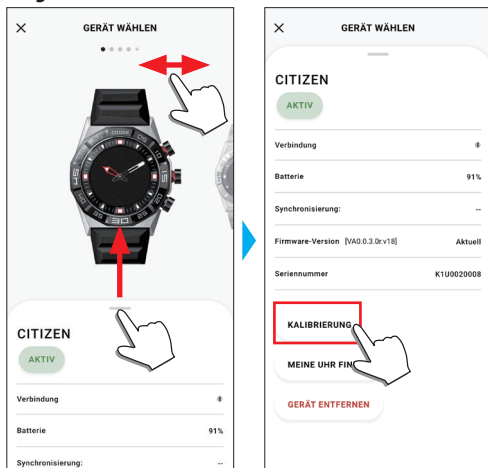 GERÄT WÄHLEN
CITIZEN
AKTIV
Verbindung
Batterie 91%
Synchronisierung: --
GERÄT WÄHLEN
CITIZEN
AKTIV
Verbindung
Batterie 91%
Synchronisierung: --
Firmware-Version [VA0.0.3.0r.v18] Aktuell
Seriennummer K1U0020008
KALIBRIERUNG
MEINE UHR FIN
GERÄT ENTFERNEN